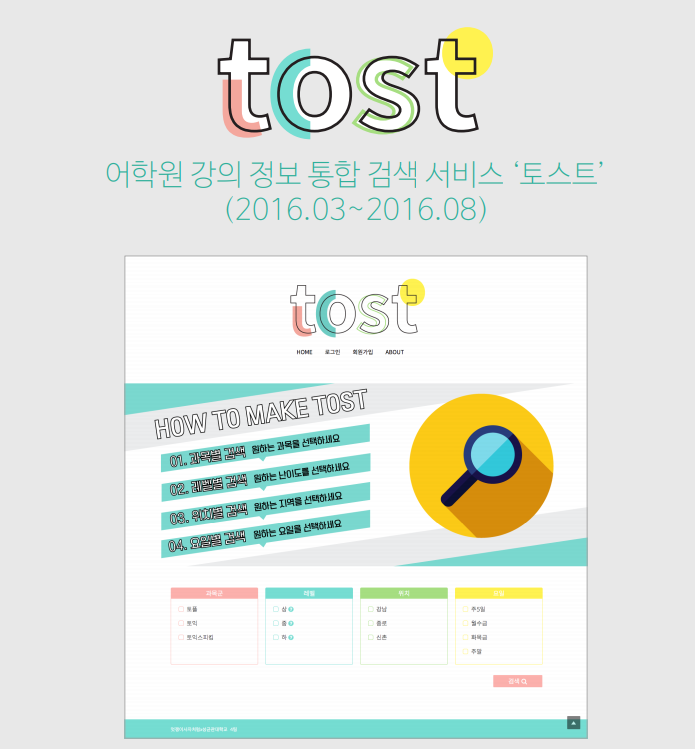 tost
어학원 강의 정보 통합 검색 서비스 ‘토스트’
(2016.03~2016.08)
tost
HOME 로그인 회원가입 ABOUT
HOW TO MAKE TOST
01. 과목별 검색 원하는 과목을 선택하세요
02. 레벨별 검색 원하는 난이도를 선택하세요
03. 위치별 검색 원하는 지역을 선택하세요
04. 요일별 검색 원하는 요일을 선택하세요
과목군 레벨 위치 요일
토플 상 강남 주5일
토익 중 종로 월수금
토익스피킹 하 신촌 화목금
주말
검색